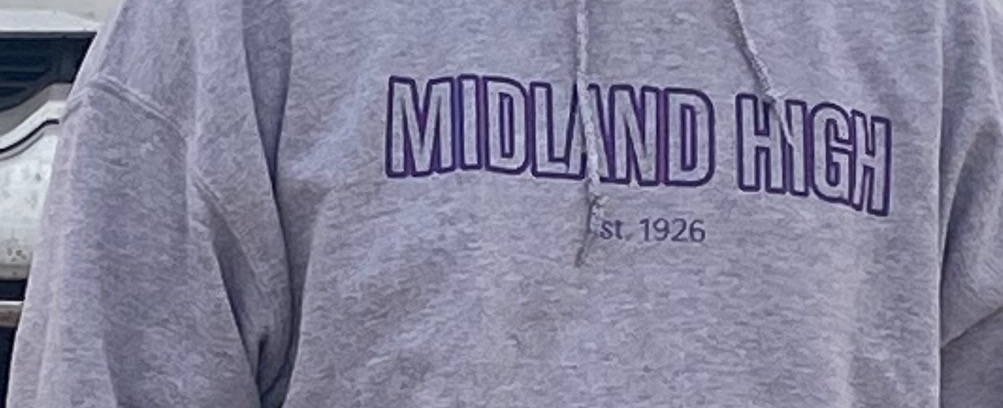 MIDLAND HIGH
st. 1926